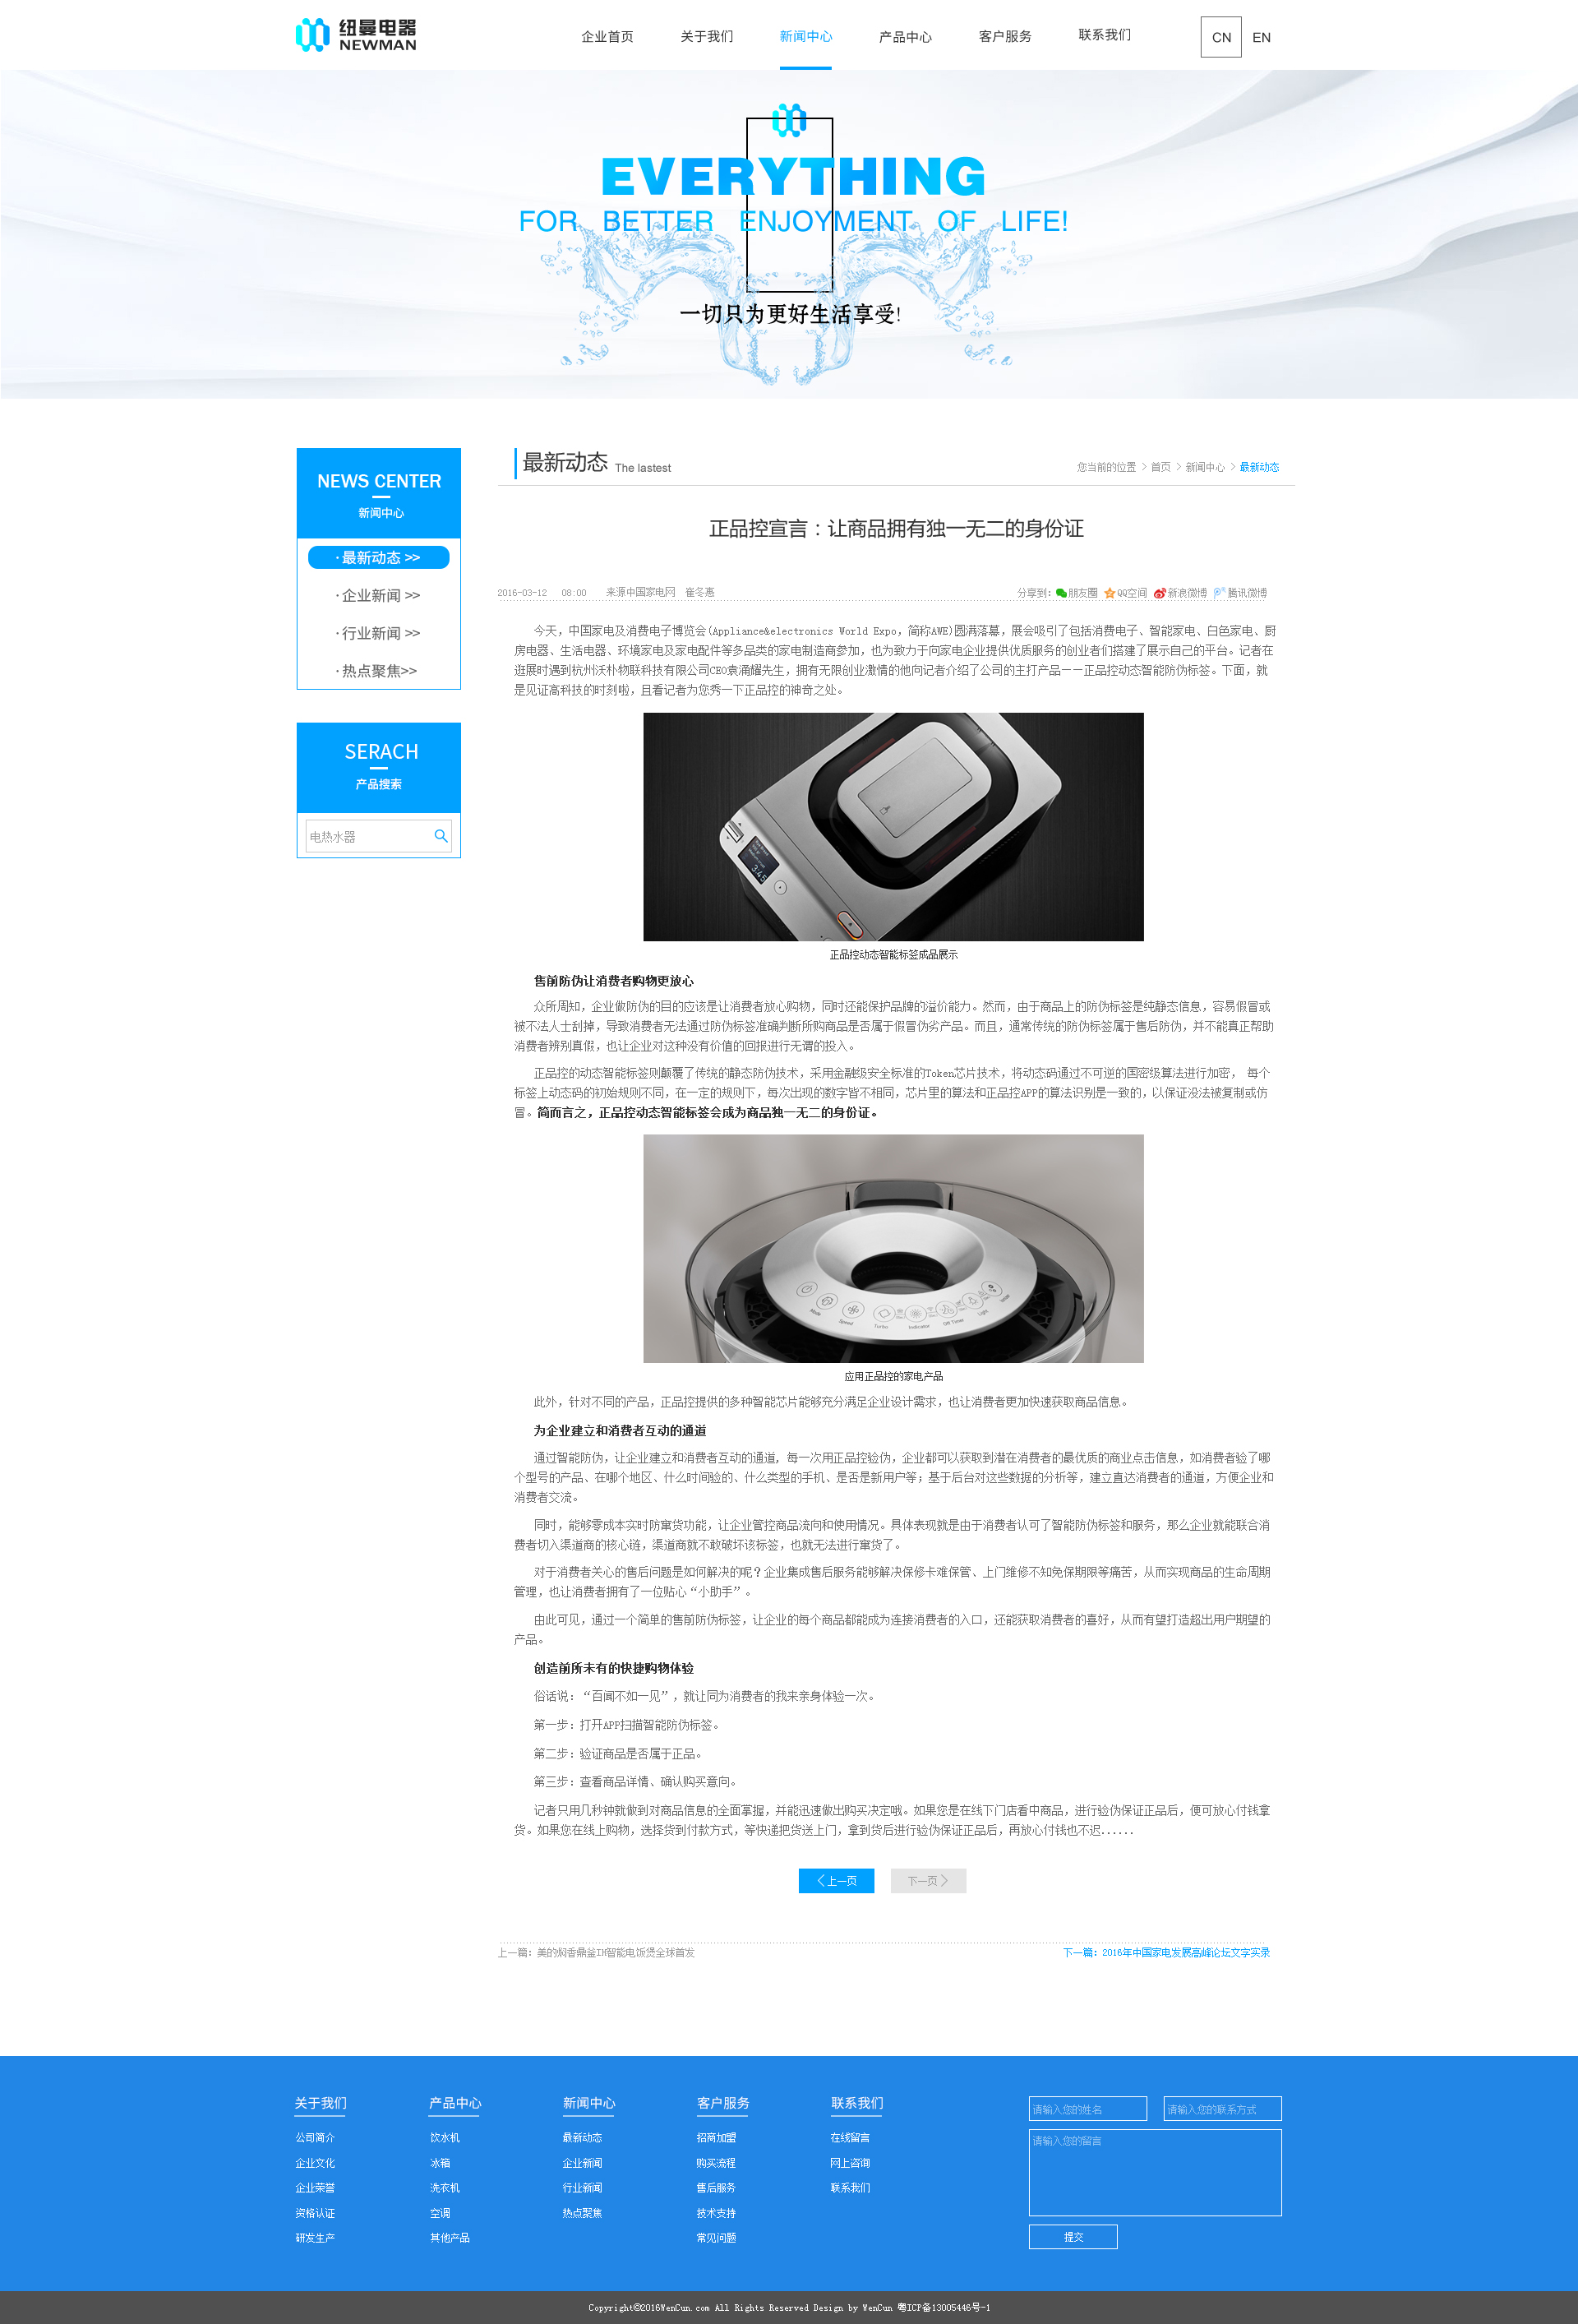 纽曼电器
NEWMAN
企业首页 关于我们 新闻中心 产品中心 客户服务 联系我们 CN EN
EVERYTHING
FOR BETTER ENJOYMENT OF LIFE!
一切只为更好生活享受!
NEWS CENTER
新闻中心
·最新动态 >>
·企业新闻 >>
·行业新闻 >>
·热点聚焦>>
SERACH
产品搜索
电热水器
最新动态 The lastest
您当前的位置 > 首页 > 新闻中心 > 最新动态
正品控宣言：让商品拥有独一无二的身份证
2016-03-12 08:00 来源中国家电网 崔冬惠 分享到：朋友圈 QQ空间 新浪微博 腾讯微博
今天，中国家电及消费电子博览会(Appliance&electronics World Expo，简称AWE)圆满落幕，展会吸引了包括消费电子、智能家电、白色家电、厨
房电器、生活电器、环境家电及家电配件等多品类的家电制造商参加，也为致力于向家电企业提供优质服务的创业者们搭建了展示自己的平台。记者在
逛展时遇到杭州沃朴物联科技有限公司CEO袁涌耀先生，拥有无限创业激情的他向记者介绍了公司的主打产品——正品控动态智能防伪标签。下面，就
是见证高科技的时刻啦，且看记者为您秀一下正品控的神奇之处。
3:45
正品控动态智能标签成品展示
售前防伪让消费者购物更放心
众所周知，企业做防伪的目的应该是让消费者放心购物，同时还能保护品牌的溢价能力。然而，由于商品上的防伪标签是纯静态信息，容易假冒或
被不法人士刮掉，导致消费者无法通过防伪标签准确判断所购商品是否属于假冒伪劣产品。而且，通常传统的防伪标签属于售后防伪，并不能真正帮助
消费者辨别真假，也让企业对这种没有价值的回报进行无谓的投入。
正品控的动态智能标签则颠覆了传统的静态防伪技术，采用金融级安全标准的Token芯片技术，将动态码通过不可逆的国密级算法进行加密， 每个
标签上动态码的初始规则不同，在一定的规则下，每次出现的数字皆不相同，芯片里的算法和正品控APP的算法识别是一致的，以保证没法被复制或仿
冒。简而言之，正品控动态智能标签会成为商品独一无二的身份证。
Mode Speed Turbo Indicator Off Timer Light
应用正品控的家电产品
此外，针对不同的产品，正品控提供的多种智能芯片能够充分满足企业设计需求，也让消费者更加快速获取商品信息。
为企业建立和消费者互动的通道
通过智能防伪，让企业建立和消费者互动的通道，每一次用正品控验伪，企业都可以获取到潜在消费者的最优质的商业点击信息，如消费者验了哪
个型号的产品、在哪个地区、什么时间验的、什么类型的手机、是否是新用户等，基于后台对这些数据的分析等，建立直达消费者的通道，方便企业和
消费者交流。
同时，能够零成本实时防窜货功能，让企业管控商品流向和使用情况。具体表现就是由于消费者认可了智能防伪标签和服务，那么企业就能联合消
费者切入渠道商的核心链，渠道商就不敢破坏该标签，也就无法进行窜货了。
对于消费者关心的售后问题是如何解决的呢？企业集成售后服务能够解决保修卡难保管、上门维修不知免保期限等痛苦，从而实现商品的生命周期
管理，也让消费者拥有了一位贴心“小助手”。
由此可见，通过一个简单的售前防伪标签，让企业的每个商品都能成为连接消费者的入口，还能获取消费者的喜好，从而有望打造超出用户期望的
产品。
创造前所未有的快捷购物体验
俗话说：“百闻不如一见”，就让同为消费者的我来亲身体验一次。
第一步：打开APP扫描智能防伪标签。
第二步：验证商品是否属于正品。
第三步：查看商品详情、确认购买意向。
记者只用几秒钟就做到对商品信息的全面掌握，并能迅速做出购买决定哦。如果您是在线下门店看中商品，进行验伪保证正品后，便可放心付钱拿
货。如果您在线上购物，选择货到付款方式，等快递把货送上门，拿到货后进行验伪保证正品后，再放心付钱也不迟......
<上一页 下一页>
上一篇：美的焖香鼎釜IH智能电饭煲全球首发 下一篇：2016年中国家电发展高峰论坛文字实录
关于我们 产品中心 新闻中心 客户服务 联系我们
公司简介 饮水机 最新动态 招商加盟 在线留言
企业文化 冰箱 企业新闻 购买流程 网上咨询
企业荣誉 洗衣机 行业新闻 售后服务 联系我们
资格认证 空调 热点聚焦 技术支持
研发生产 其他产品 常见问题
请输入您的姓名 请输入您的联系方式
请输入您的留言
提交
Copyright©2016WenCun.com All Rights Reserved Design by WenCun 粤ICP备13005446号-1